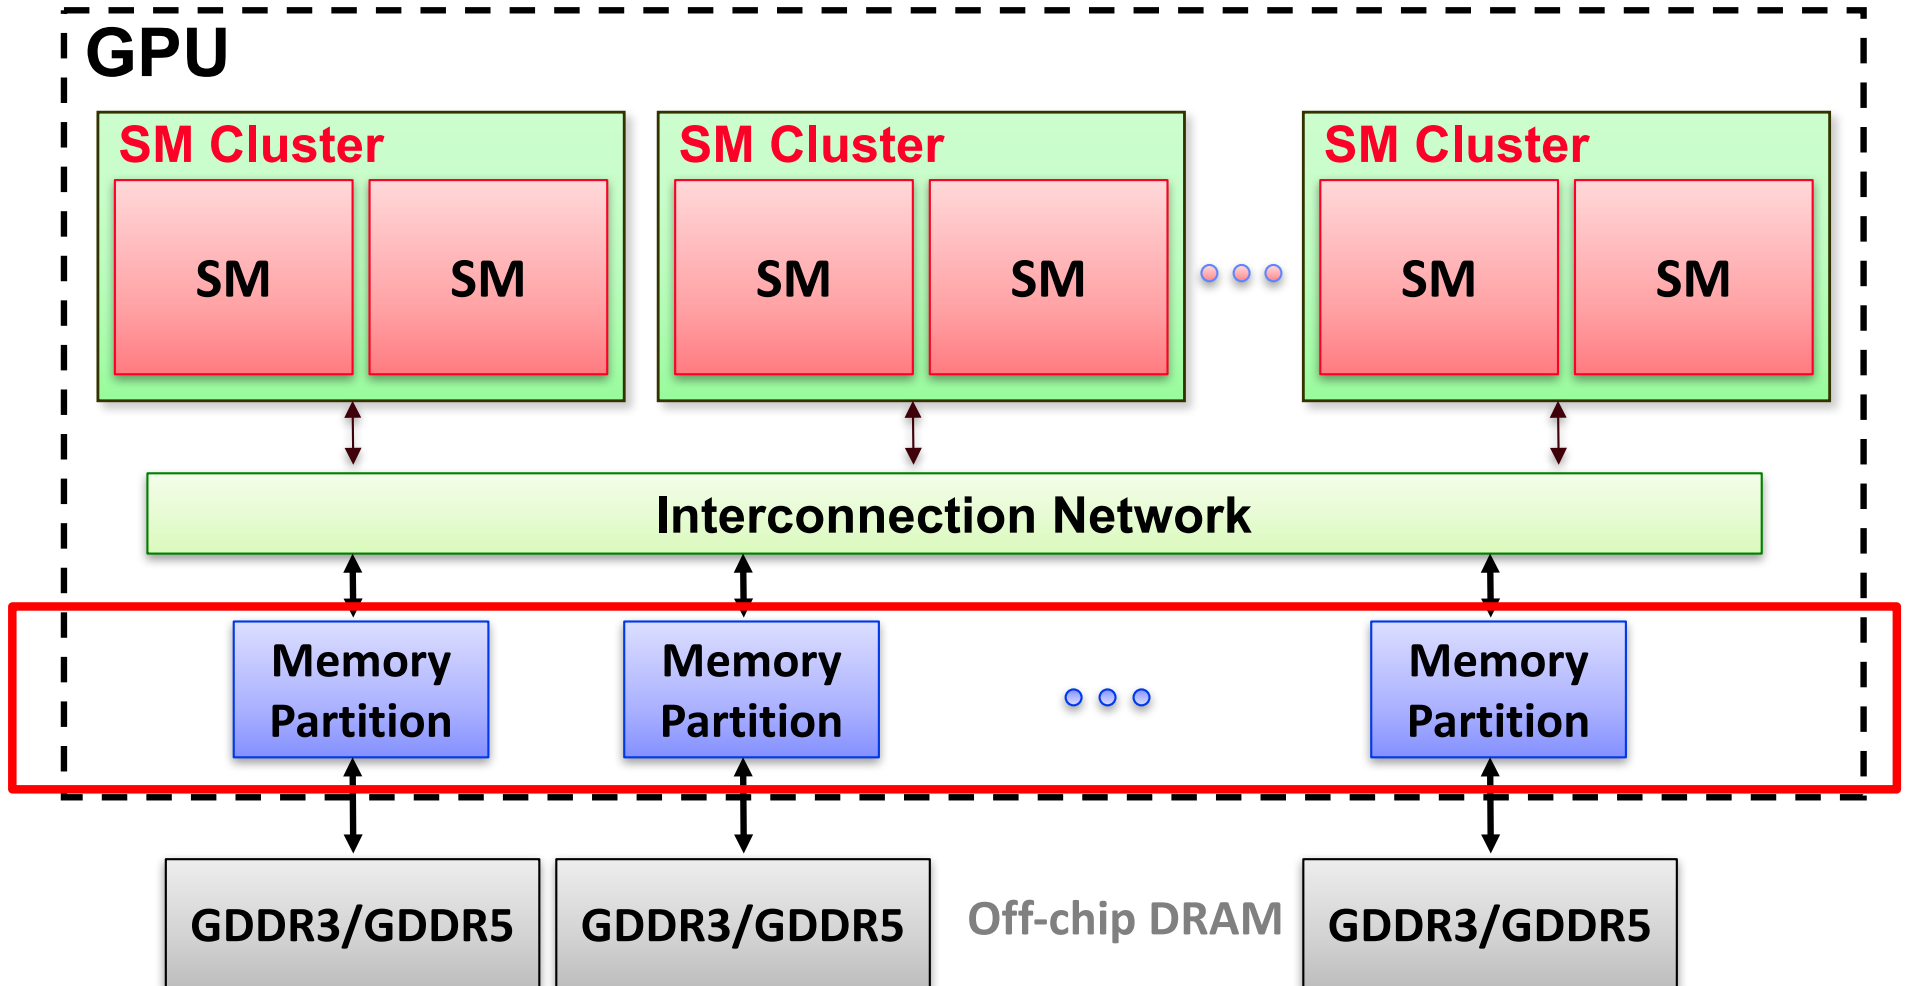 GPU
SM Cluster
SM
SM
SM Cluster
SM
SM
SM Cluster
SM
SM
Interconnection Network
Memory
Partition
Memory
Partition
Memory
Partition
GDDR3/GDDR5
GDDR3/GDDR5
Off-chip DRAM
GDDR3/GDDR5